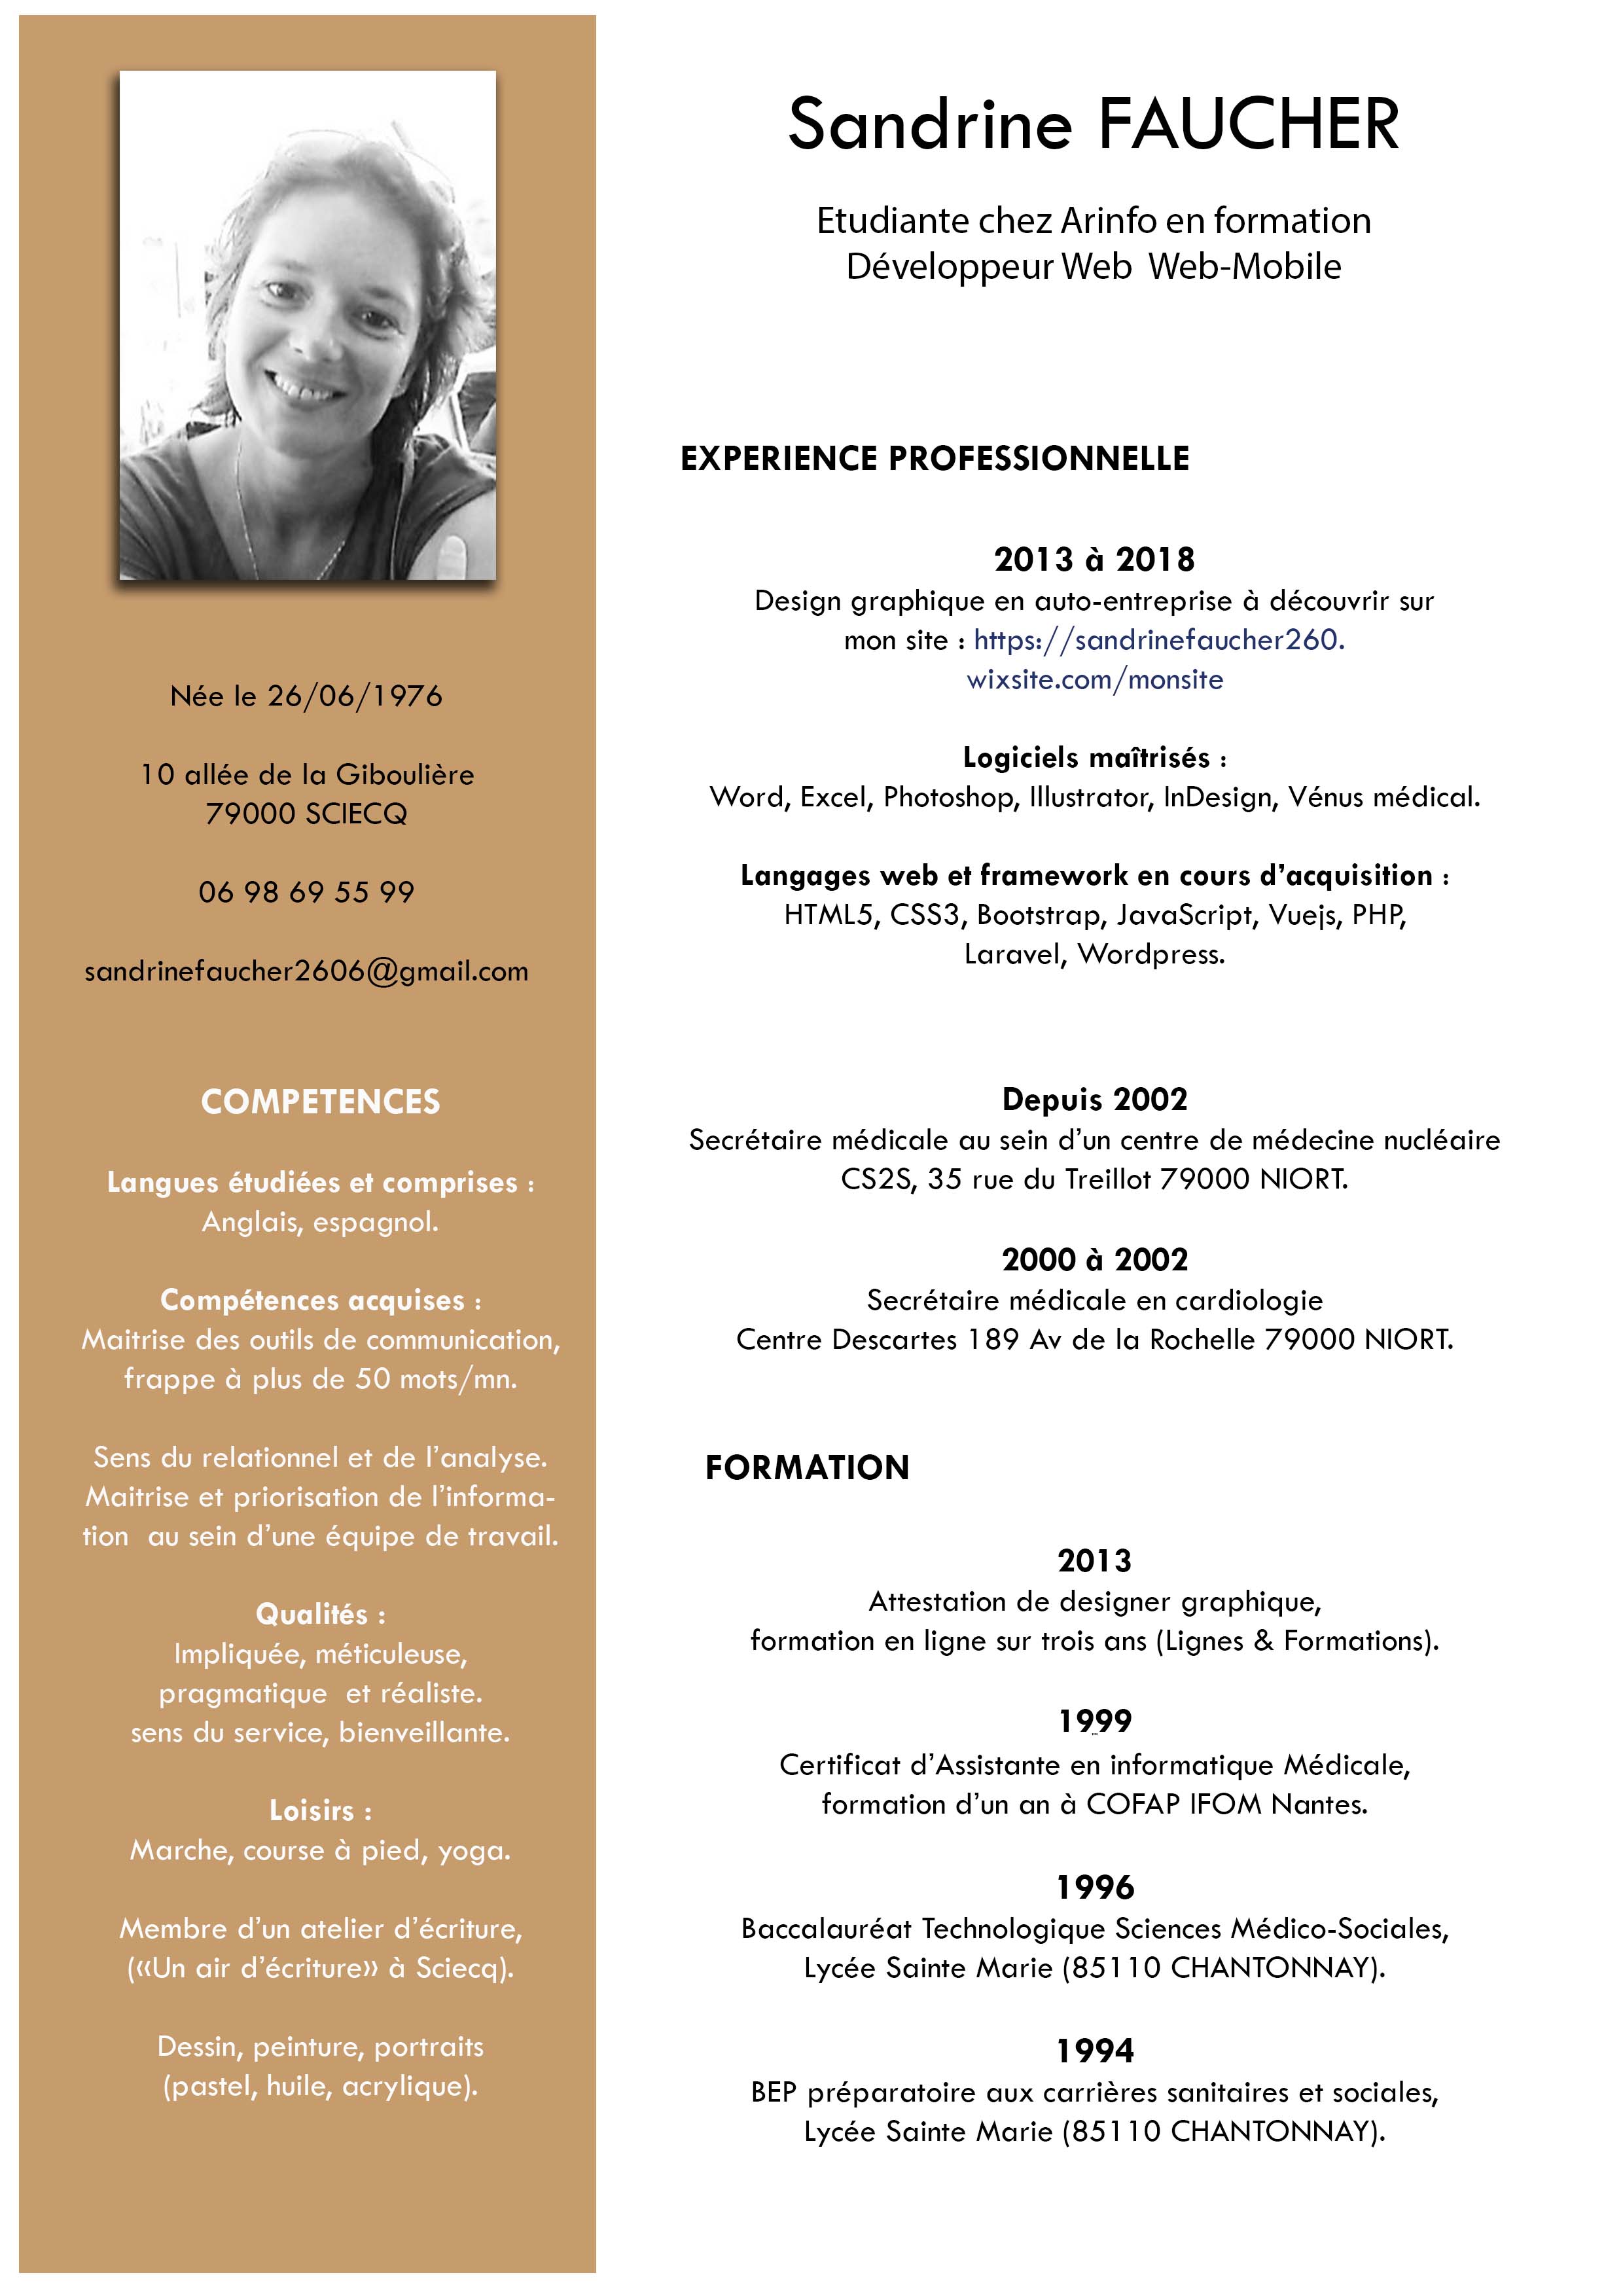 Sandrine FAUCHER
Etudiante chez Arinfo en formation
Développeur Web  Web-Mobile
Née le 26/06/1976
10 allée de la Giboulière
79000 SCIECQ
06 98 69 55 99
sandrinefaucher2606@gmail.com
COMPETENCES
Langues étudiées et comprises :
Anglais, espagnol.
Compétences acquises :
Maitrise des outils de communication,
frappe à plus de 50 mots/mn.
Sens du relationnel et de l’analyse.
Maitrise et priorisation de l’informa-
tion  au sein d’une équipe de travail.
Qualités :
Impliquée, méticuleuse,
pragmatique  et réaliste.
sens du service, bienveillante.
Loisirs :
Marche, course à pied, yoga.
Membre d’un atelier d’écriture,
(«Un air d’écriture» à Sciecq).
Dessin, peinture, portraits
(pastel, huile, acrylique).
EXPERIENCE PROFESSIONNELLE
2013 à 2018
Design graphique en auto-entreprise à découvrir sur
mon site : https://sandrinefaucher260.
wixsite.com/monsite
Logiciels maîtrisés :
Word, Excel, Photoshop, Illustrator, InDesign, Vénus médical.
Langages web et framework en cours d’acquisition :
HTML5, CSS3, Bootstrap, JavaScript, Vuejs, PHP,
Laravel, Wordpress.
Depuis 2002
Secrétaire médicale au sein d’un centre de médecine nucléaire
CS2S, 35 rue du Treillot 79000 NIORT.
2000 à 2002
Secrétaire médicale en cardiologie
Centre Descartes 189 Av de la Rochelle 79000 NIORT.
FORMATION
2013
Attestation de designer graphique,
formation en ligne sur trois ans (Lignes & Formations).
1999
Certificat d’Assistante en informatique Médicale,
formation d’un an à COFAP IFOM Nantes.
1996
Baccalauréat Technologique Sciences Médico-Sociales,
Lycée Sainte Marie (85110 CHANTONNAY).
1994
BEP préparatoire aux carrières sanitaires et sociales,
Lycée Sainte Marie (85110 CHANTONNAY).